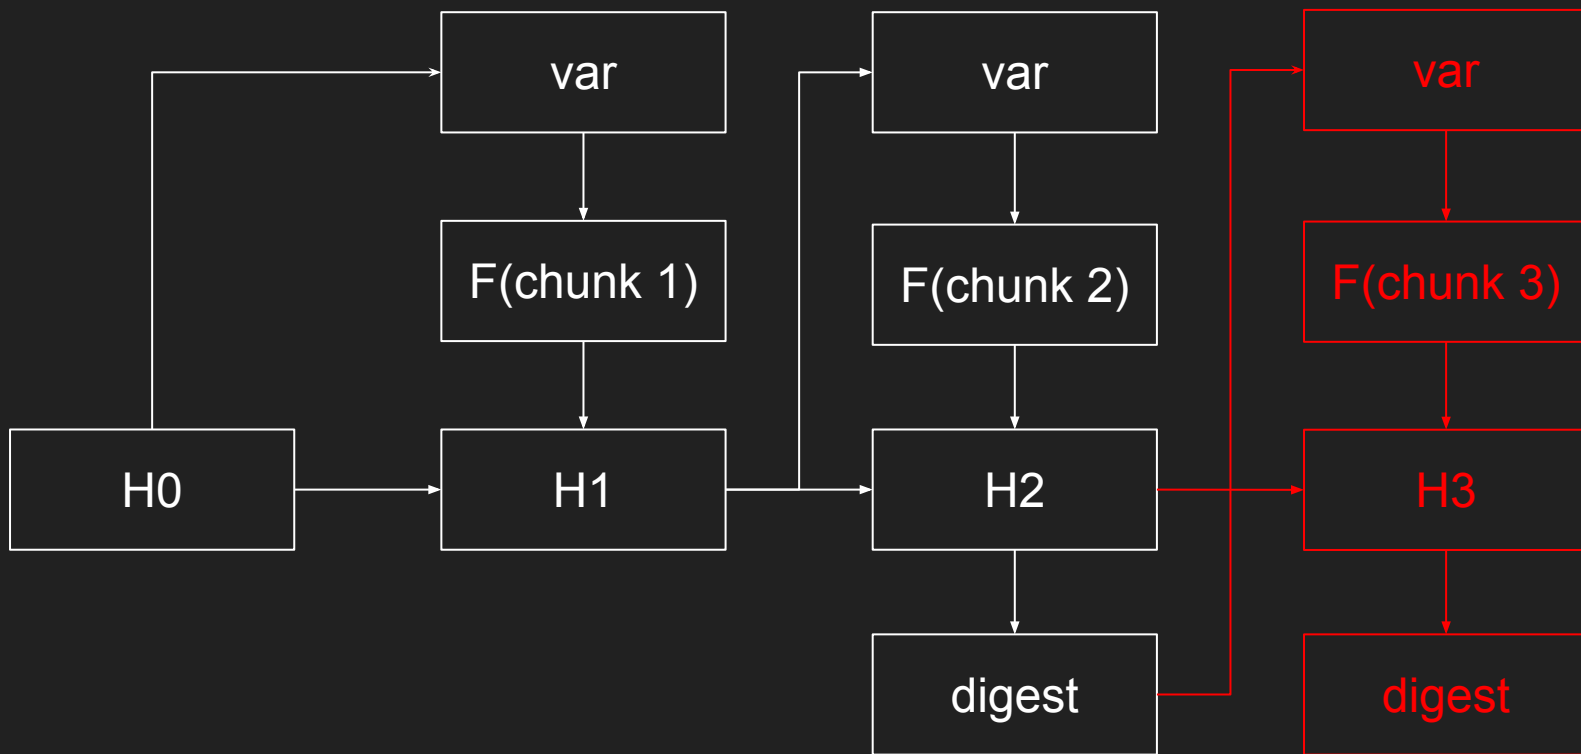 var
var
var
F(chunk 1)
F(chunk 2)
F(chunk 3)
H0
H1
H2
H3
digest
digest